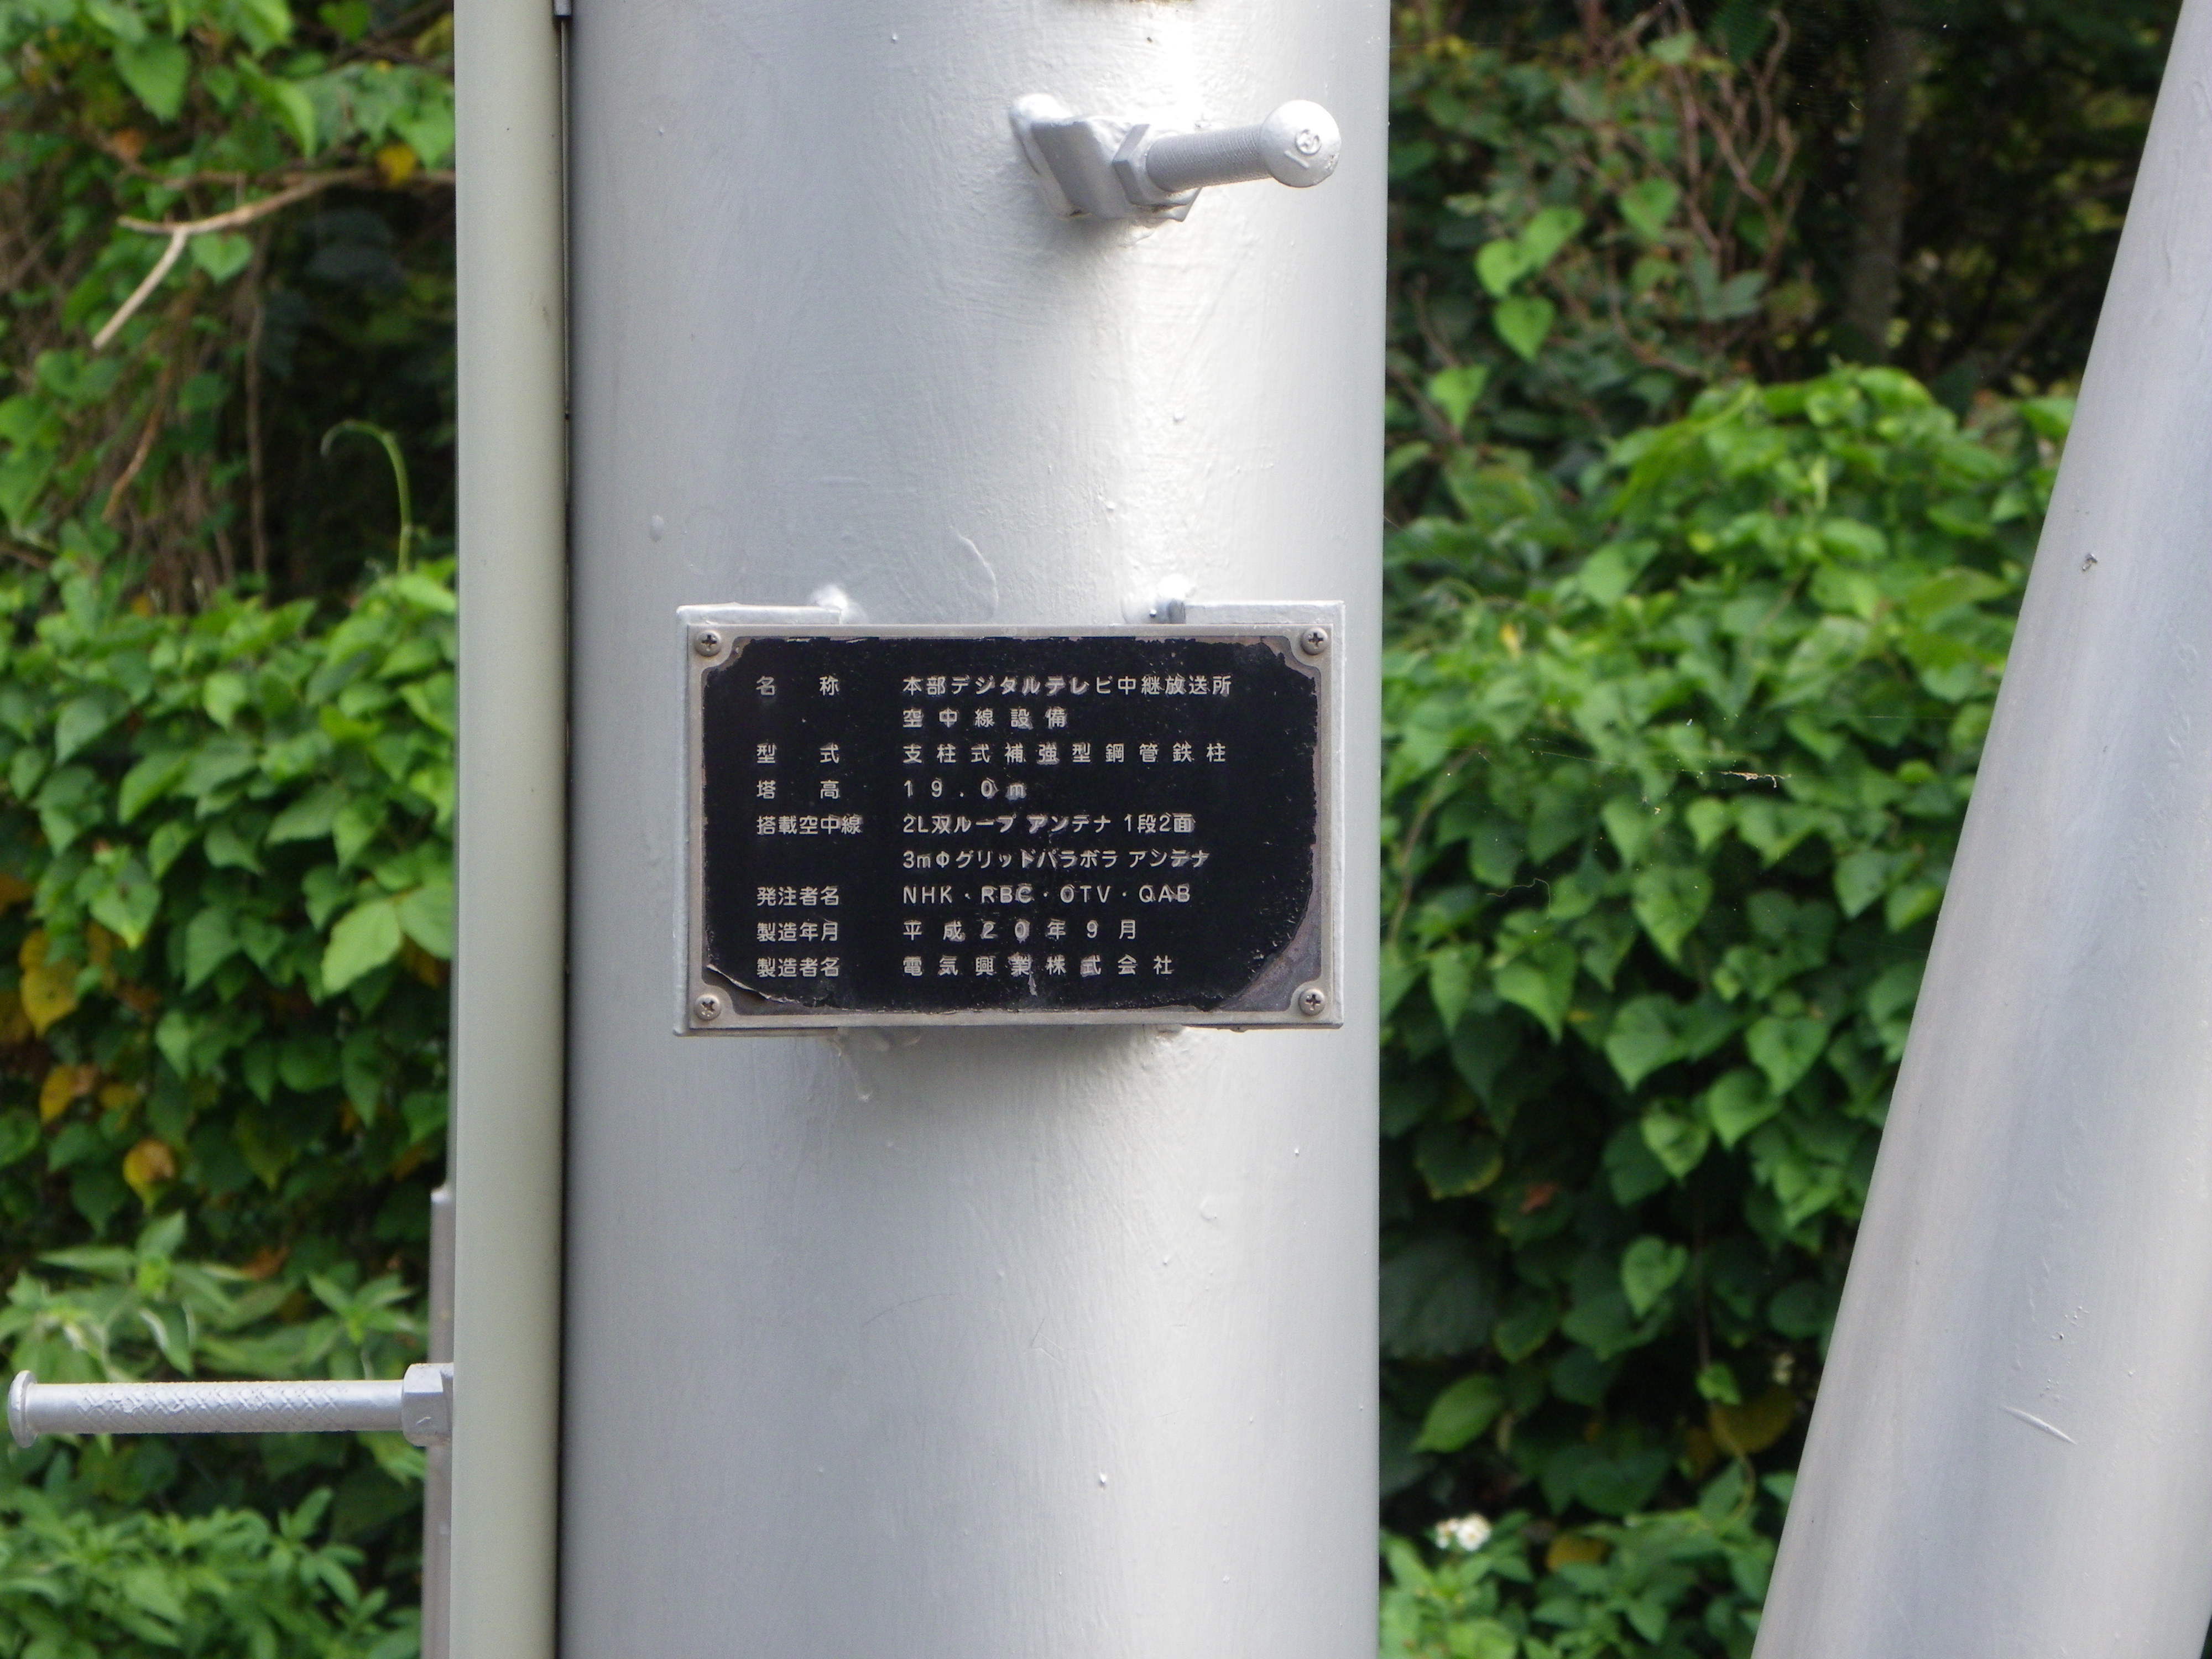 名称 本部デジタルテレビ中継放送所
空中線設備
型式 支柱式補強型鋼管鉄柱
塔高 19.0m
搭載空中線 2L双ループ アンテナ 1段2面
3mΦグリッドパラボラ アンテナ
発注者名 NHK・RBC・OTV・QAB
製造年月 平成20年9月
製造者名 電気興業株式会社